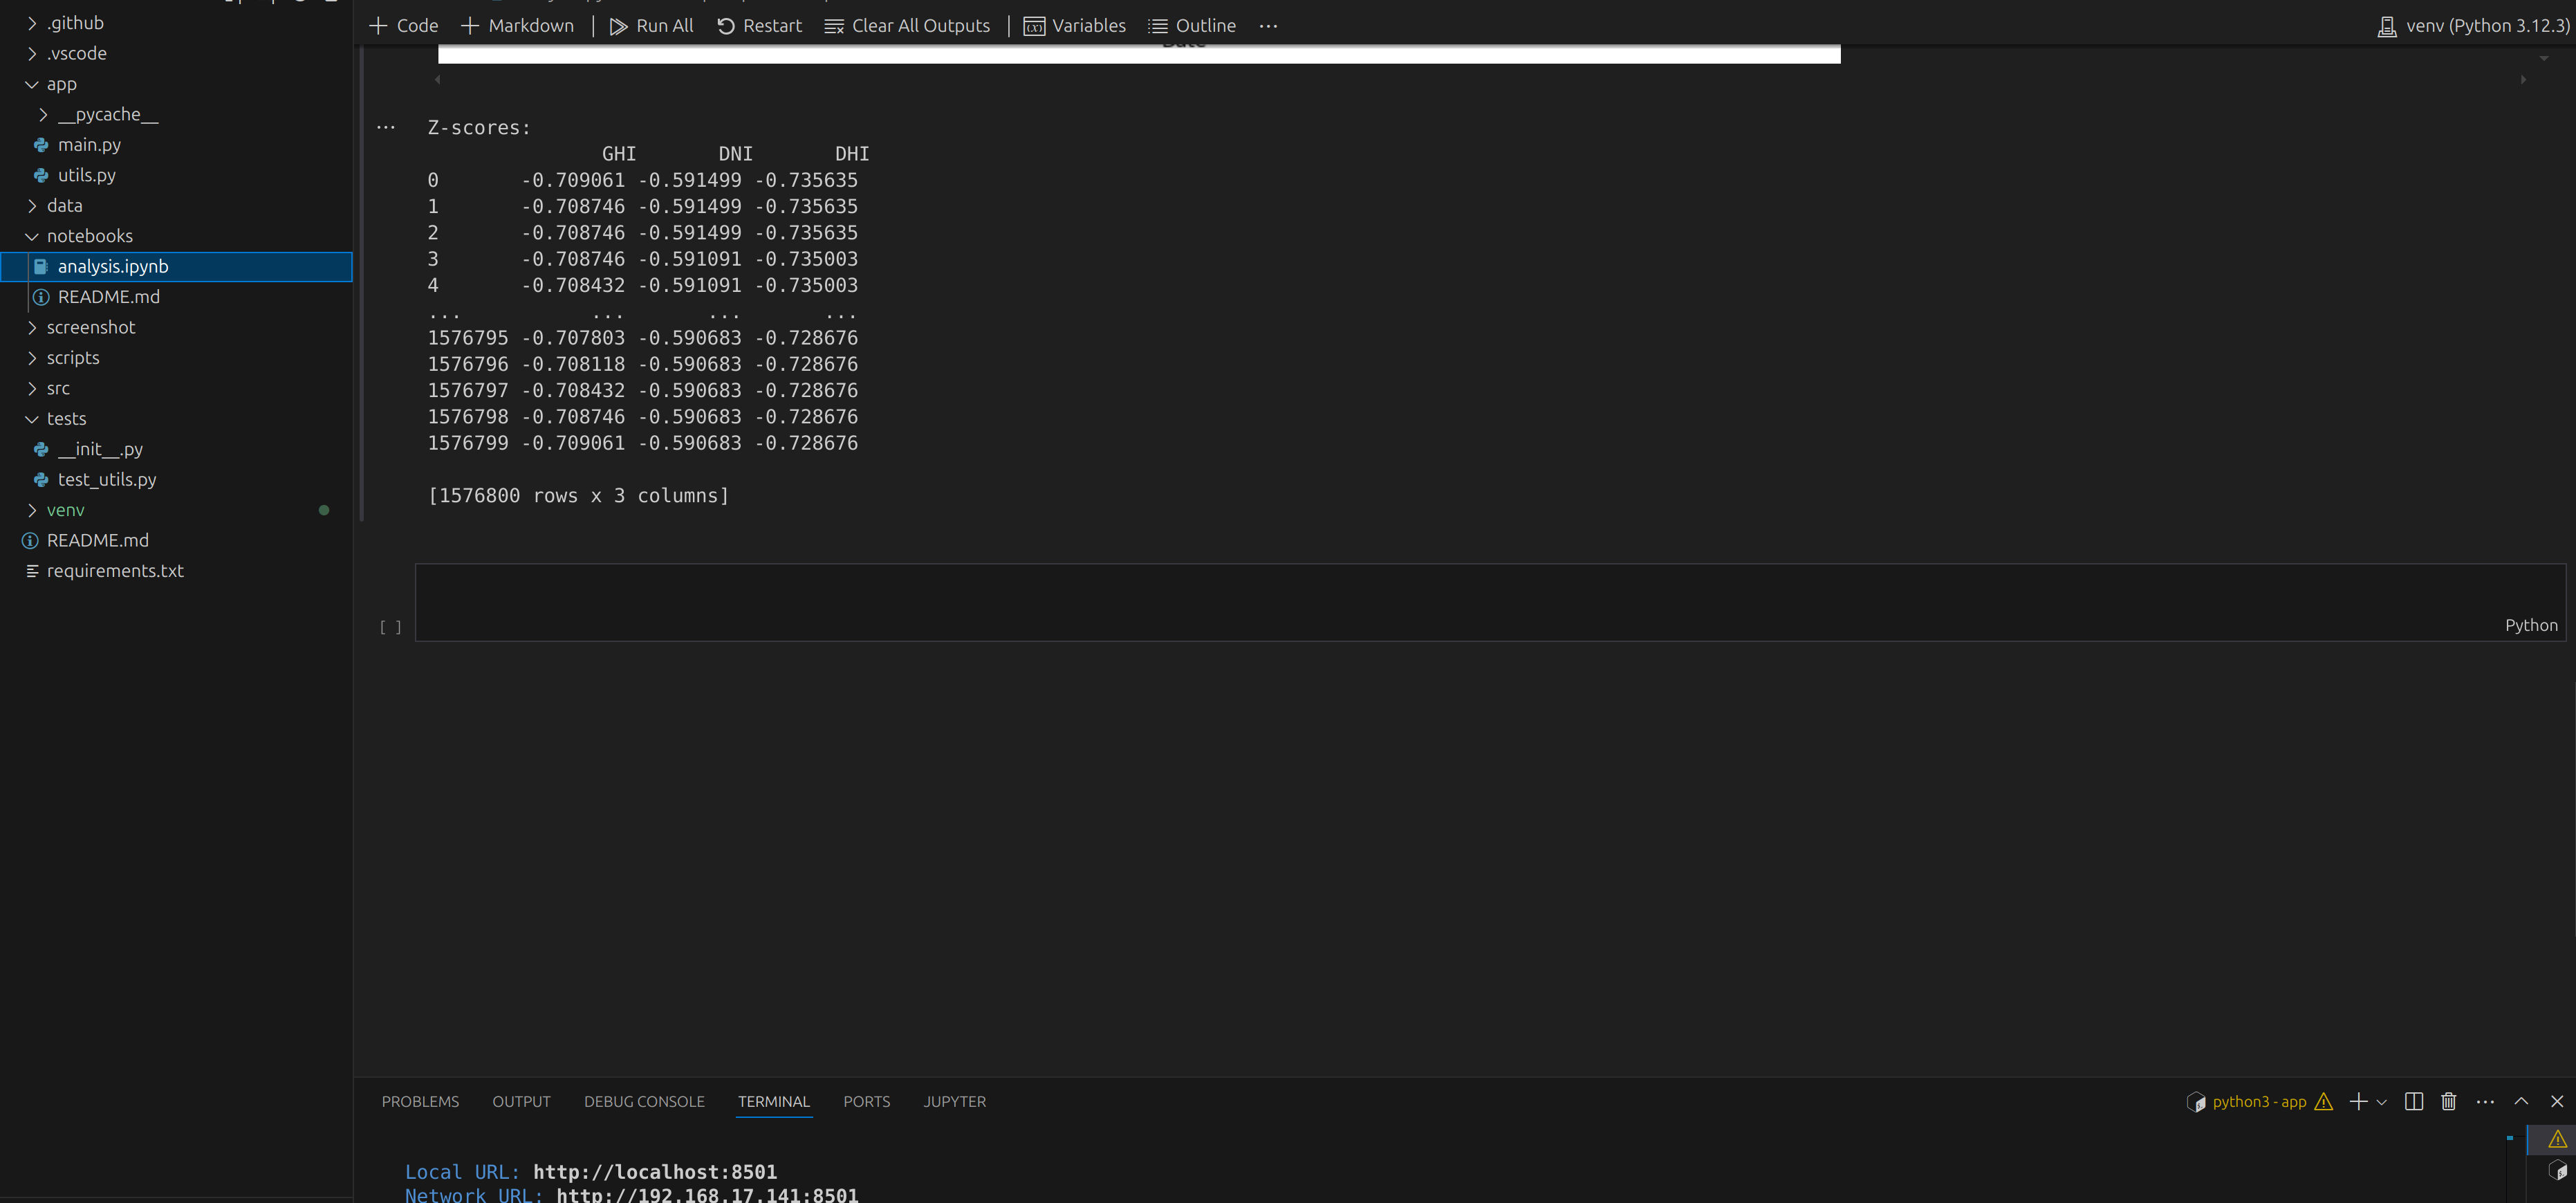 .github
.vscode
app
__pycache__
main.py
utils.py
data
notebooks
analysis.ipynb
README.md
screenshot
scripts
src
tests
__init__.py
test_utils.py
venv
README.md
requirements.txt
Code Markdown Run All Restart Clear All Outputs Variables Outline ... venv (Python 3.12.3)
Date
... Z-scores:
GHI DNI DHI
0 -0.709061 -0.591499 -0.735635
1 -0.708746 -0.591499 -0.735635
2 -0.708746 -0.591499 -0.735635
3 -0.708746 -0.591091 -0.735003
4 -0.708432 -0.591091 -0.735003
... ... ... ...
1576795 -0.707803 -0.590683 -0.728676
1576796 -0.708118 -0.590683 -0.728676
1576797 -0.708432 -0.590683 -0.728676
1576798 -0.708746 -0.590683 -0.728676
1576799 -0.709061 -0.590683 -0.728676
[1576800 rows x 3 columns]
[ ]
Python
PROBLEMS OUTPUT DEBUG CONSOLE TERMINAL PORTS JUPYTER python3 - app
Local URL: http://localhost:8501
Network URL: http://192.168.17.141:8501